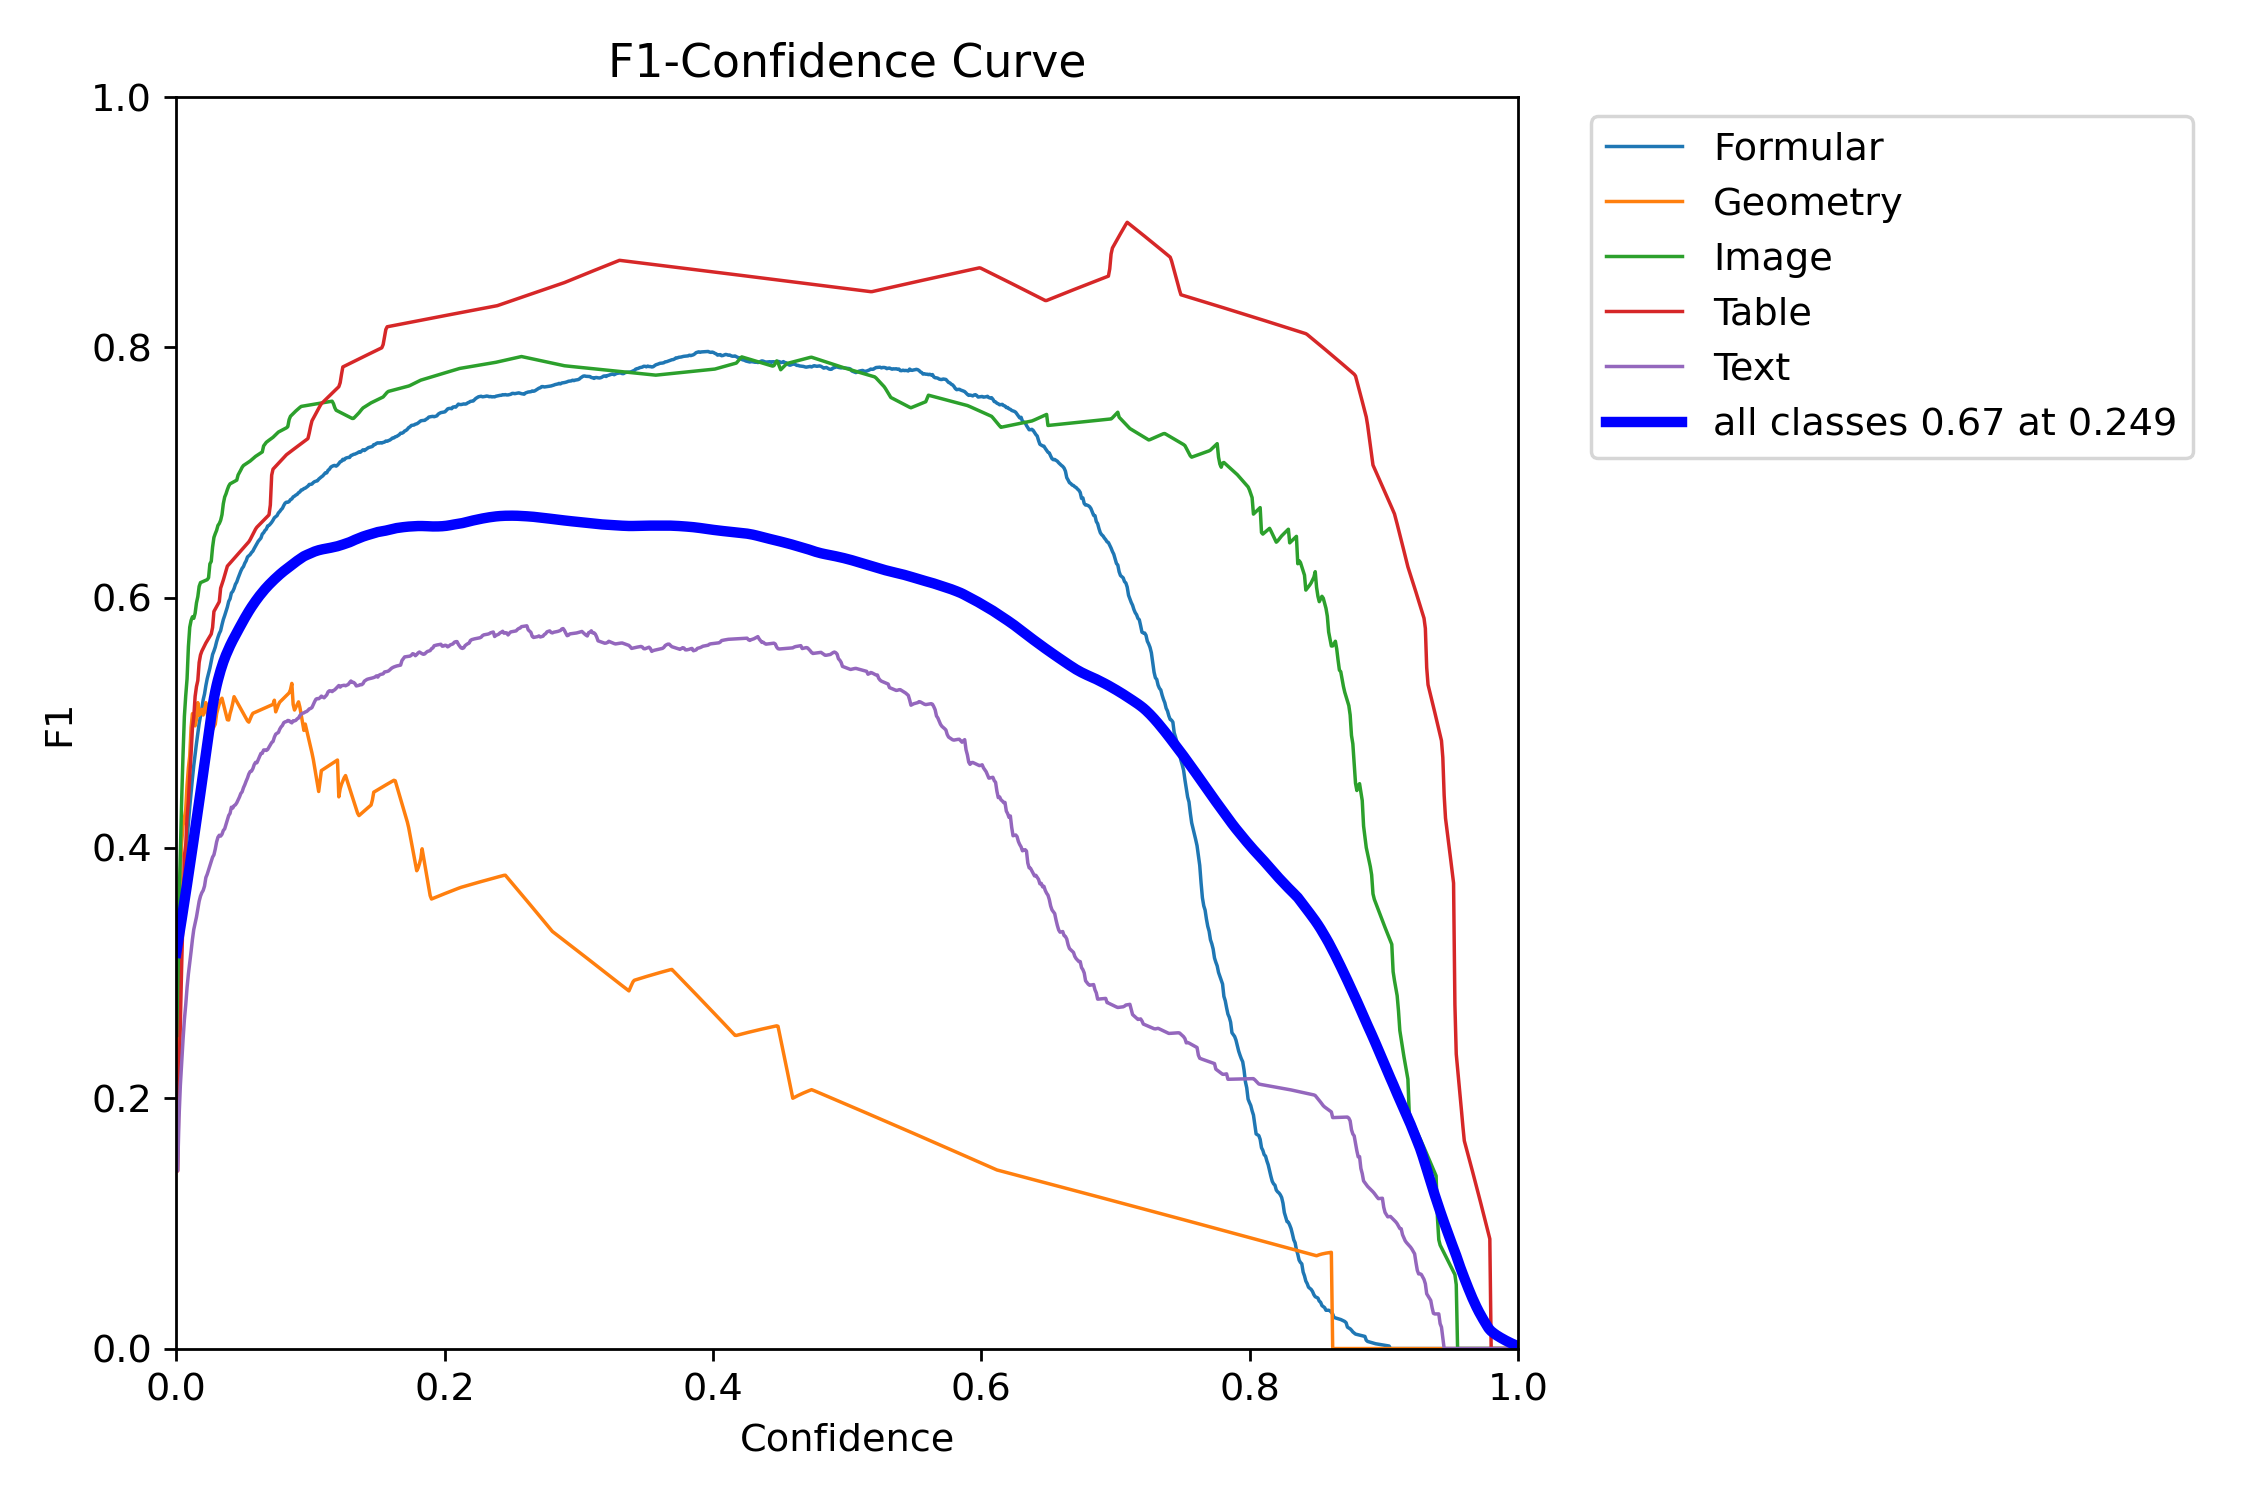 F1-Confidence Curve
1.0
0.8
0.6
0.4
0.2
0.0
F1
0.0 0.2 0.4 0.6 0.8 1.0
Confidence
Formular
Geometry
Image
Table
Text
all classes 0.67 at 0.249